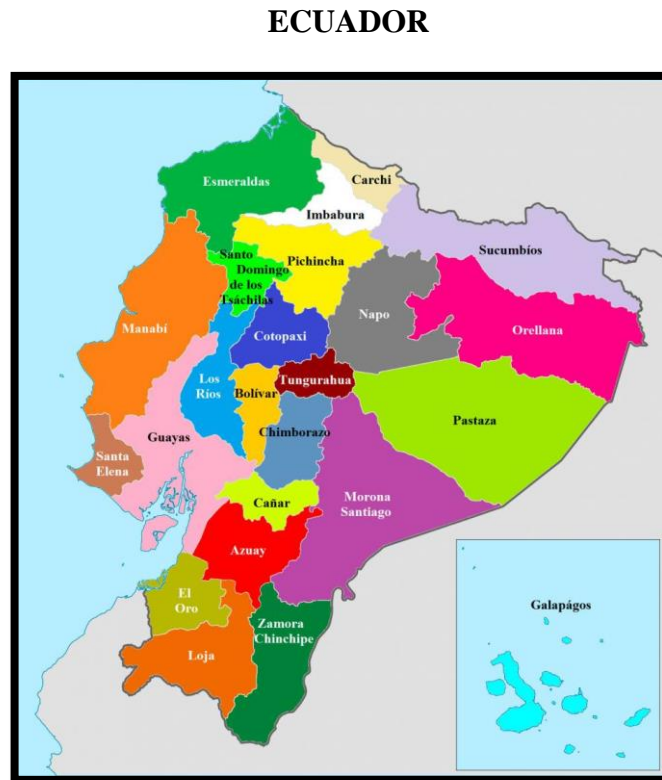 ECUADOR
Esmeraldas
Carchi
Imbabura
Sucumbíos
Santo
Domingo
de los
Tsáchilas
Pichincha
Napo
Orellana
Manabí
Cotopaxi
Los
Ríos
Bolívar
Tungurahua
Pastaza
Guayas
Chimborazo
Santa
Elena
Cañar
Morona
Santiago
Azuay
El
Oro
Zamora
Chinchipe
Loja
Galapágos